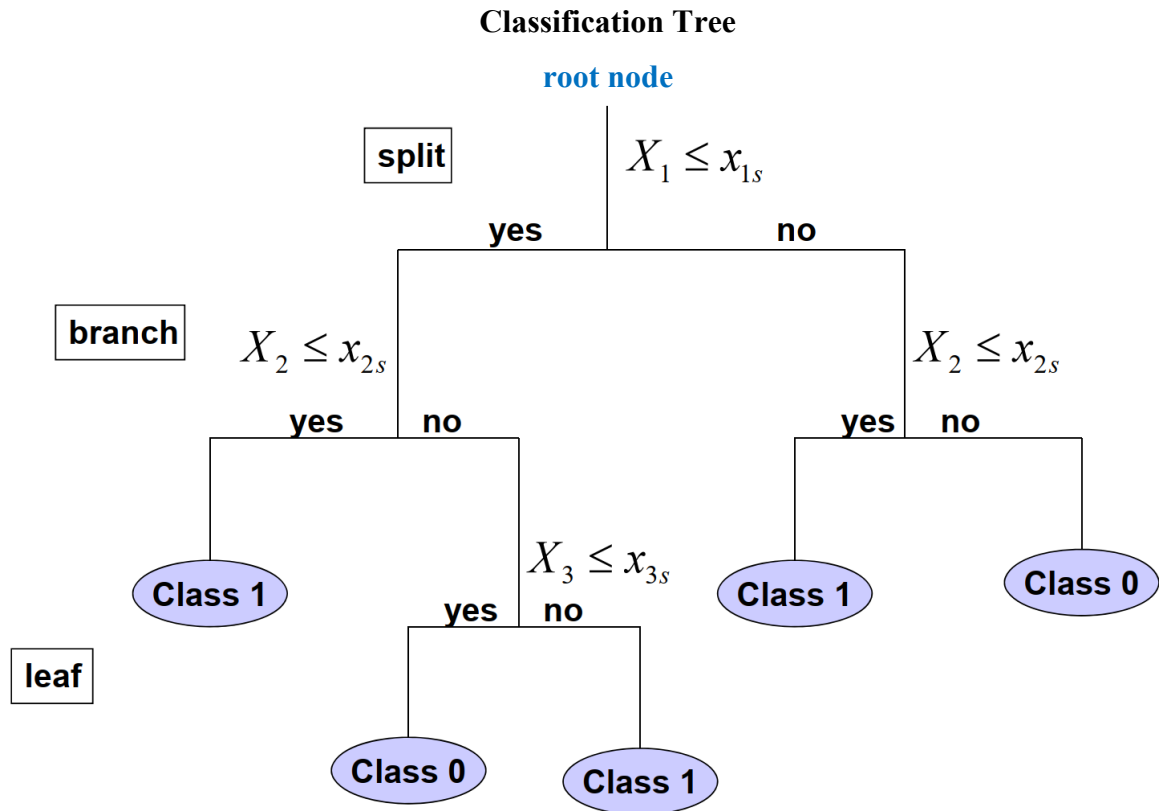 Classification Tree
root node
split
X₁ ≤ x₁ₛ
yes no
branch
X₂ ≤ x₂ₛ
X₂ ≤ x₂ₛ
yes no
yes no
Class 1
X₃ ≤ x₃ₛ
yes no
Class 1
Class 0
leaf
Class 0
Class 1